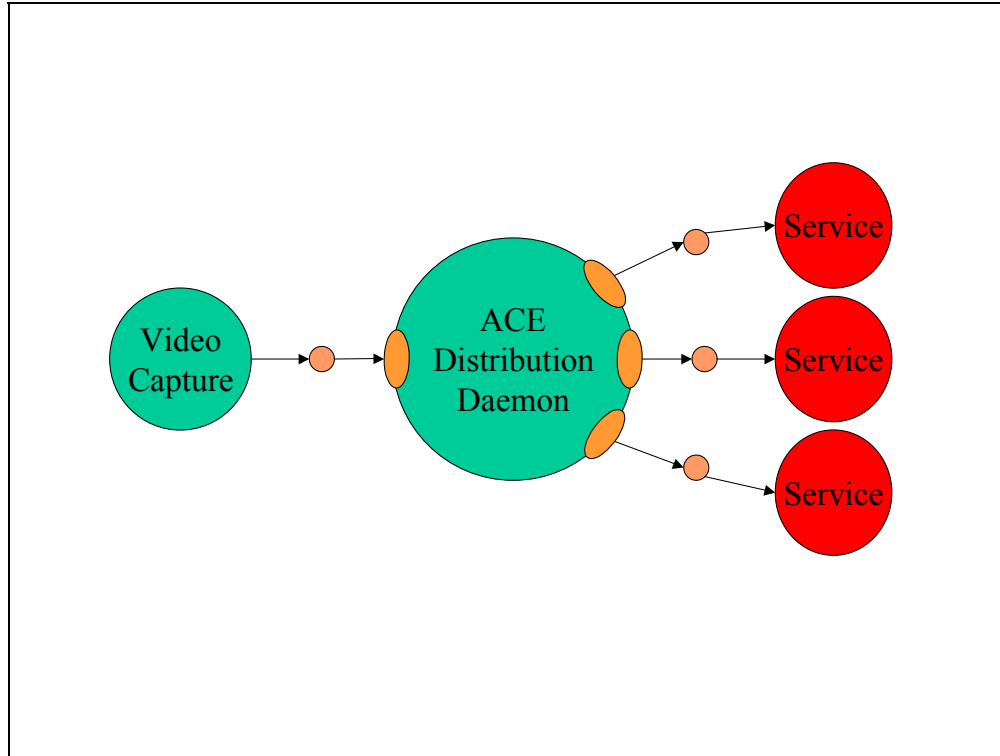 Video
Capture
ACE
Distribution
Daemon
Service
Service
Service